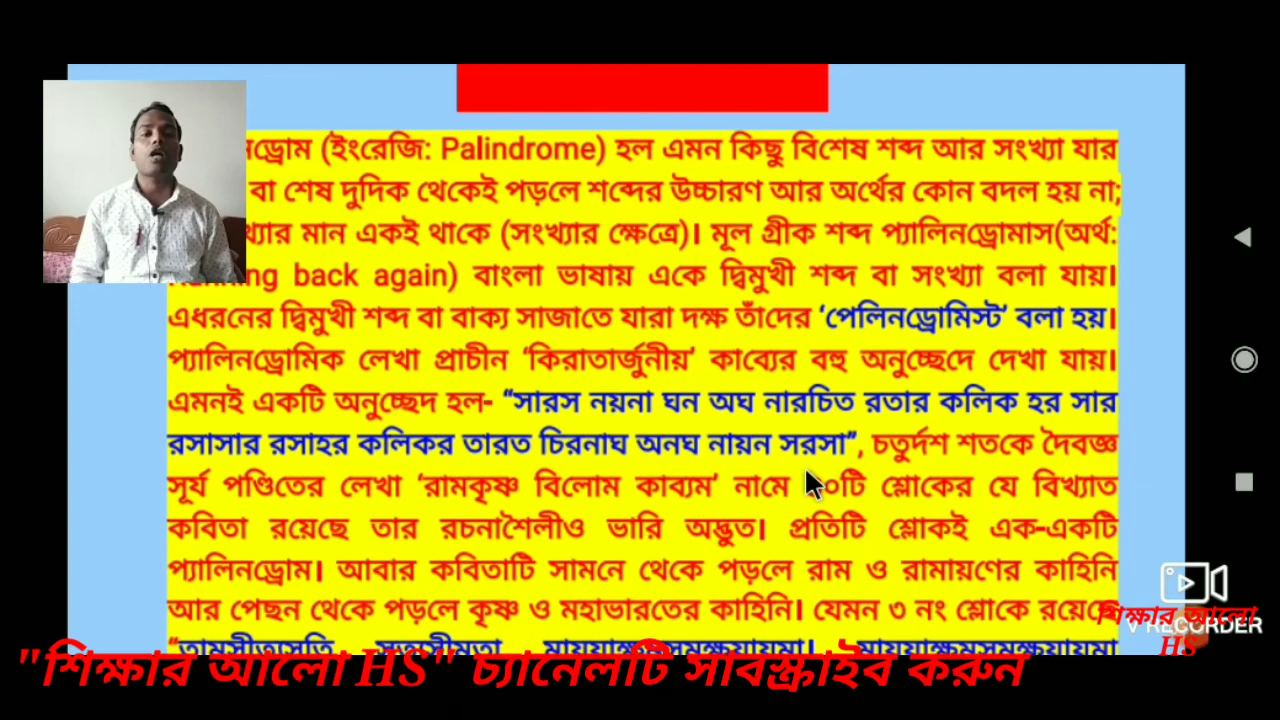 (ইংরেজি: Palindrome) হল এমন কিছু বিশেষ শব্দ আর সংখ্যা যার
বা শেষ দুদিক থেকেই পড়লে শব্দের উচ্চারণ আর অর্থের কোন বদল হয় না;
মান একই থাকে (সংখ্যার ক্ষেত্রে)। মূল গ্রীক শব্দ প্যালিনড্রোমাস(অর্থ:
back again) বাংলা ভাষায় একে দ্বিমুখী শব্দ বা সংখ্যা বলা যায়।
এধরনের দ্বিমুখী শব্দ বা বাক্য সাজাতে যারা দক্ষ তাঁদের ‘পেলিনড্রোমিস্ট’ বলা হয়।
প্যালিনড্রোমিক লেখা প্রাচীন ‘কিরাতার্জুনীয়’ কাব্যের বহু অনুচ্ছেদে দেখা যায়।
এমনই একটি অনুচ্ছেদ হল- “সারস নয়না ঘন অঘ নারচিত রতার কলিক হর সার
রসাসার রসাহর কলিকর তারত চিরনাঘ অনঘ নায়ন সরসা”, চতুর্দশ শতকে দৈবজ্ঞ
সূর্য পণ্ডিতের লেখা ‘রামকৃষ্ণ বিলোম কাব্যম’ নামে শ্লোকের যে বিখ্যাত
কবিতা রয়েছে তার রচনাশৈলীও ভারি অদ্ভুত। প্রতিটি শ্লোকই এক-একটি
প্যালিনড্রোম। আবার কবিতাটি সামনে থেকে পড়লে রাম ও রামায়ণের কাহিনি
আর পেছন থেকে পড়লে কৃষ্ণ ও মহাভারতের কাহিনি। যেমন ৩ নং শ্লোকে রয়েছে
শিক্ষার আলো
V RECORDER
HS
"শিক্ষার আলো HS" চ্যানেলটি সাবস্ক্রাইব করুন